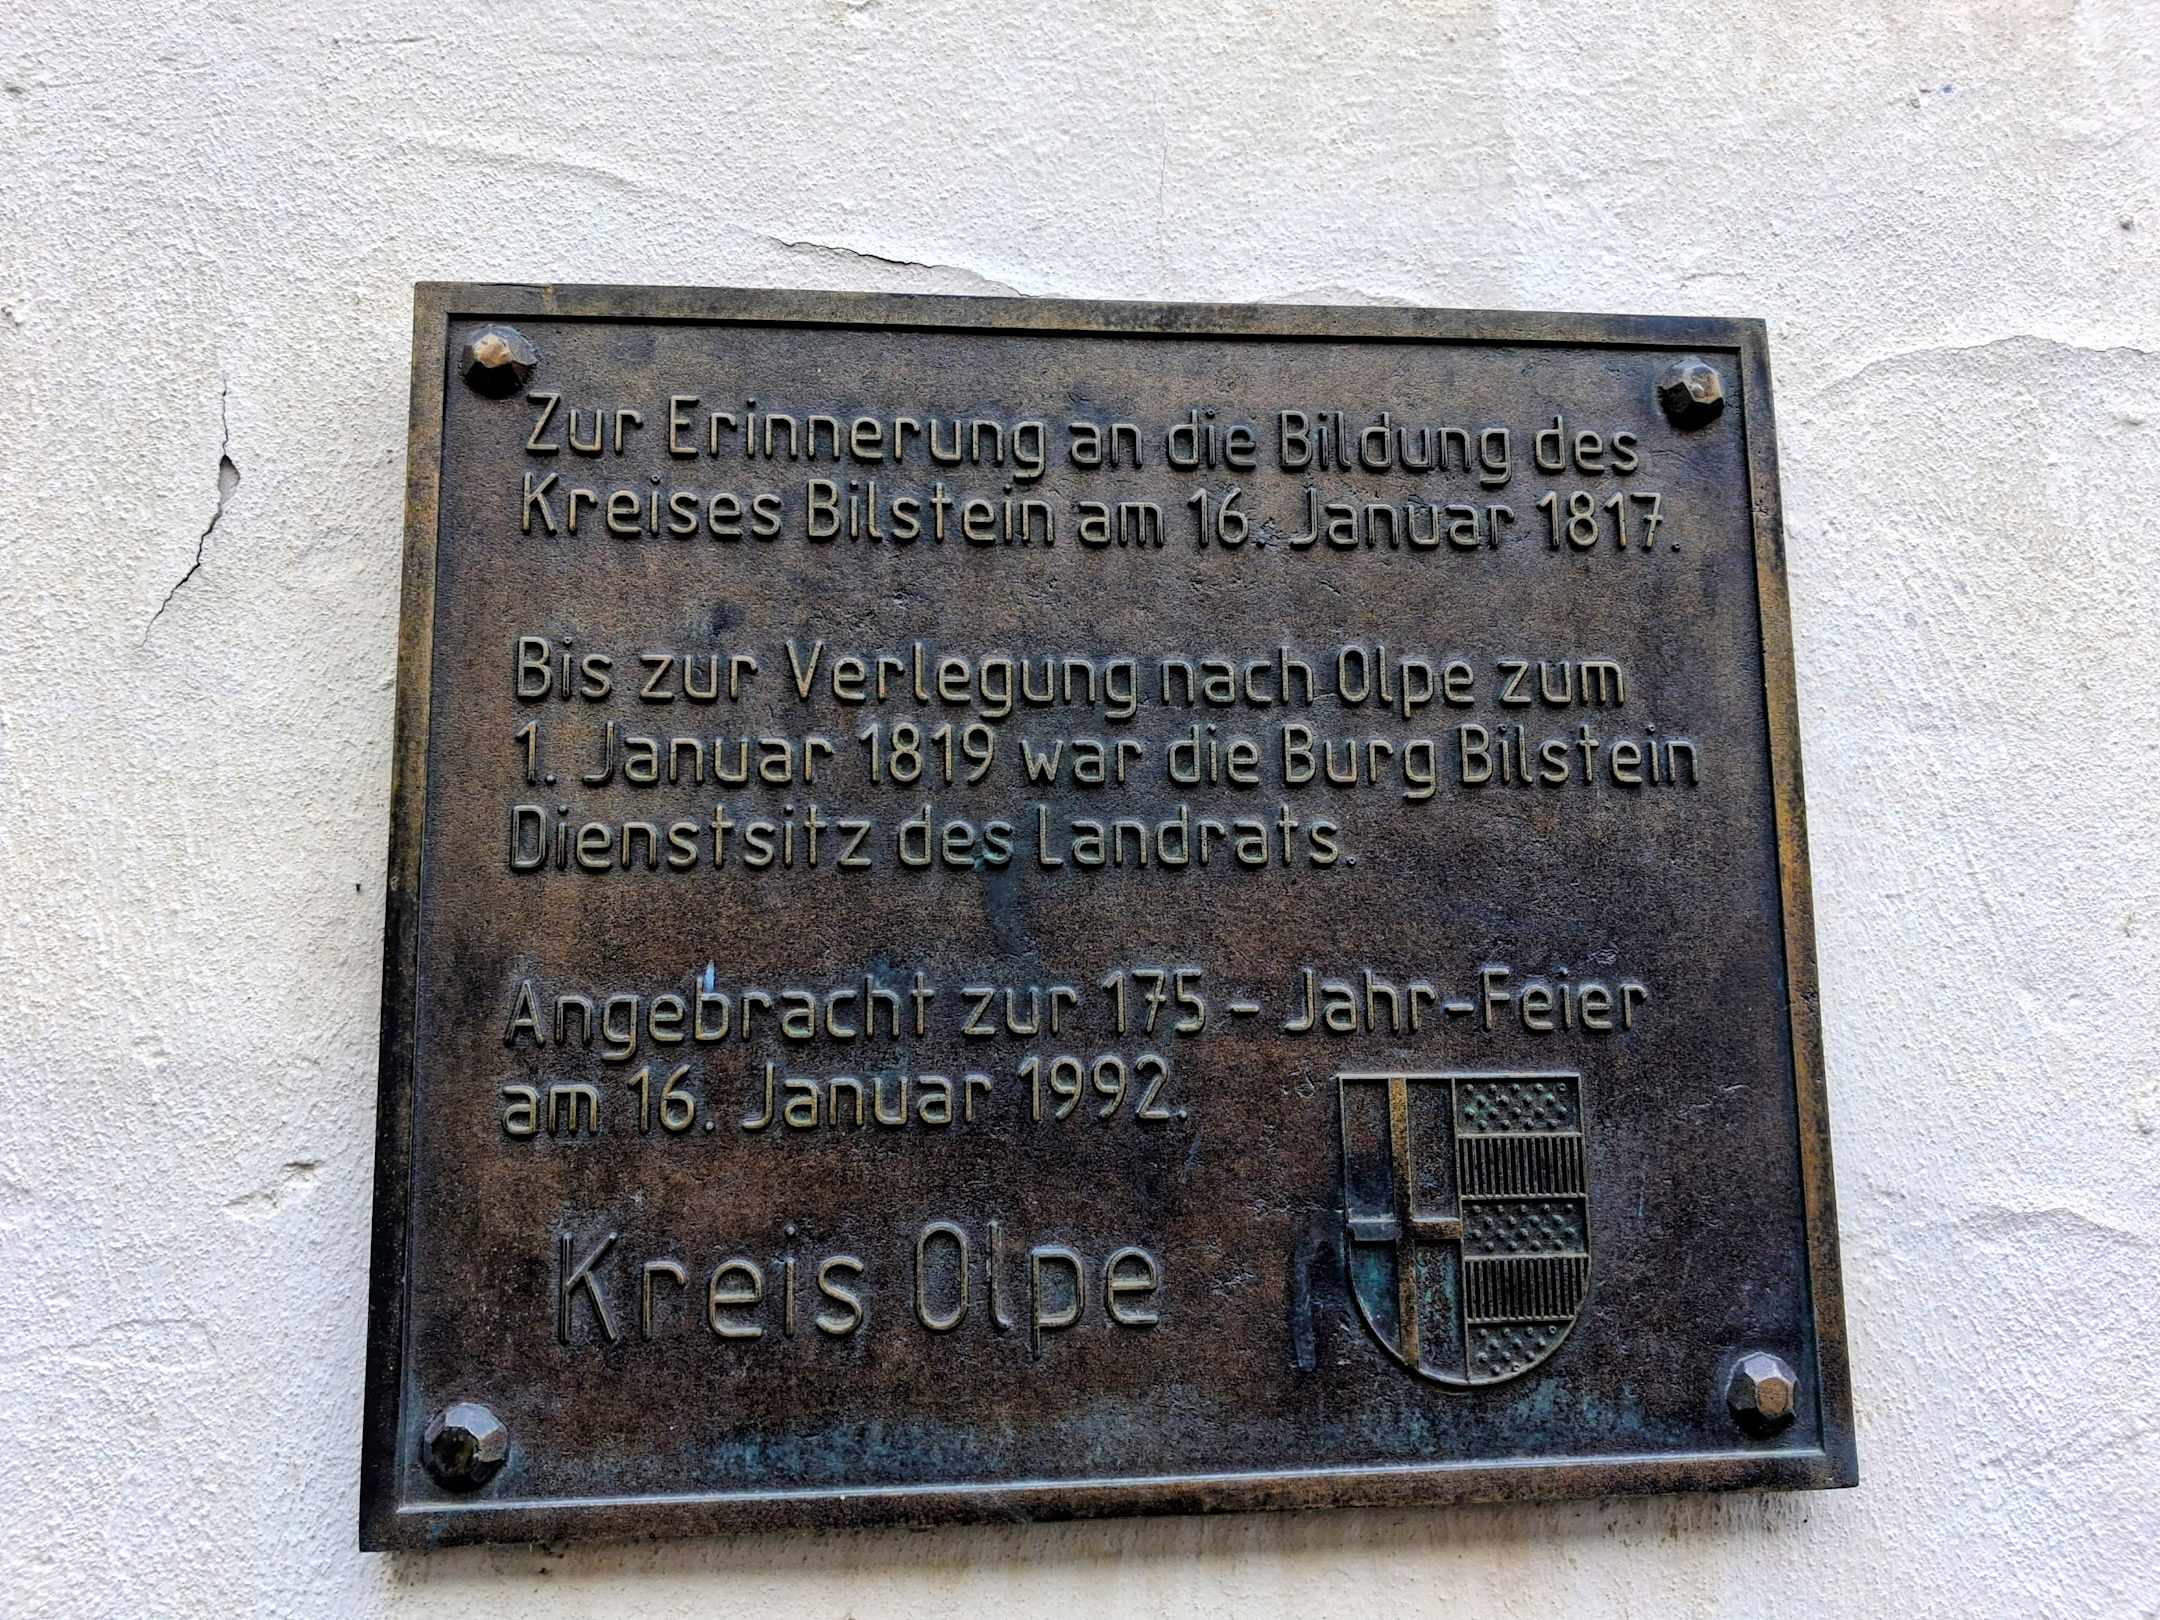 Zur Erinnerung an die Bildung des
Kreises Bilstein am 16. Januar 1817.
Bis zur Verlegung nach Olpe zum
1. Januar 1819 war die Burg Bilstein
Dienstsitz des Landrats.
Angebracht zur 175 - Jahr-Feier
am 16. Januar 1992.
Kreis Olpe